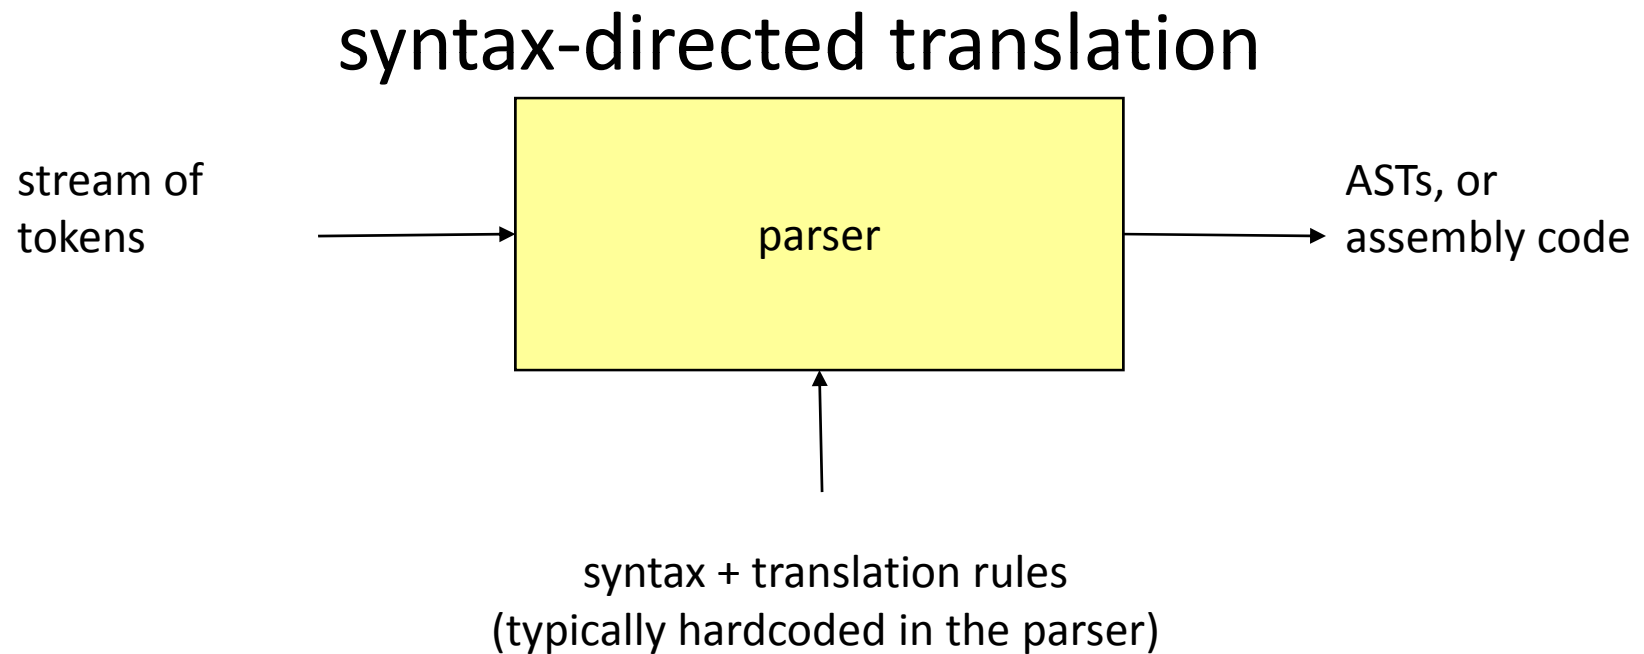 syntax-directed translation
stream of
tokens
parser
ASTs, or
assembly code
syntax + translation rules
(typically hardcoded in the parser)